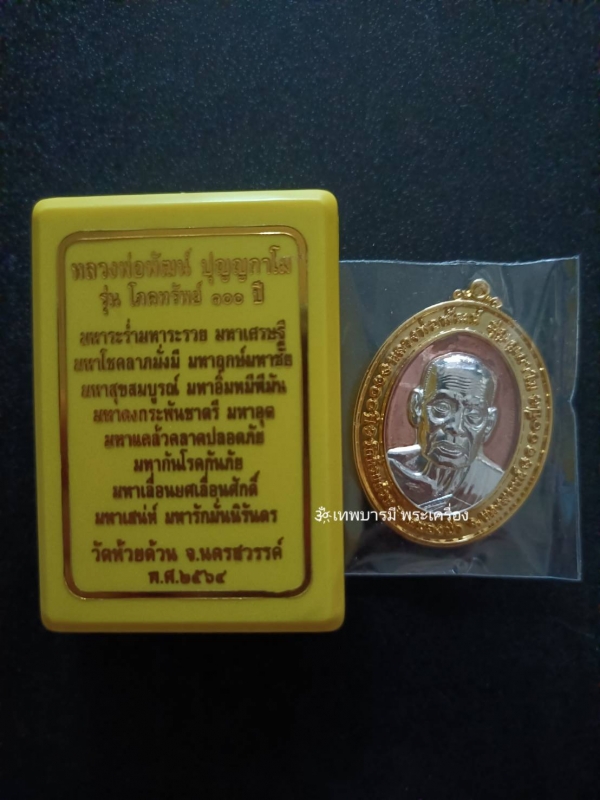 หลวงพ่อพัฒน์ ปุญญกาโม
รุ่น โภคทรัพย์ ๑๐๐ ปี
มหาระร่ำมหาระรวย มหาเศรษฐี
มหาโชคลาภมั่งมี มหาฤกษ์มหาชัย
มหาสุขสมบูรณ์ มหาอิ่มหมีพีมัน
มหาคงกระพันชาตรี มหาอุด
มหาแคล้วคลาดปลอดภัย
มหากันโรคกันภัย
มหาเลื่อนยศเลื่อนศักดิ์
มหาเสน่ห์ มหารักมั่นนิรันดร
วัดห้วยด้วน จ.นครสวรรค์
พ.ศ.๒๕๖๔
เทพบารมี พระเครื่อง